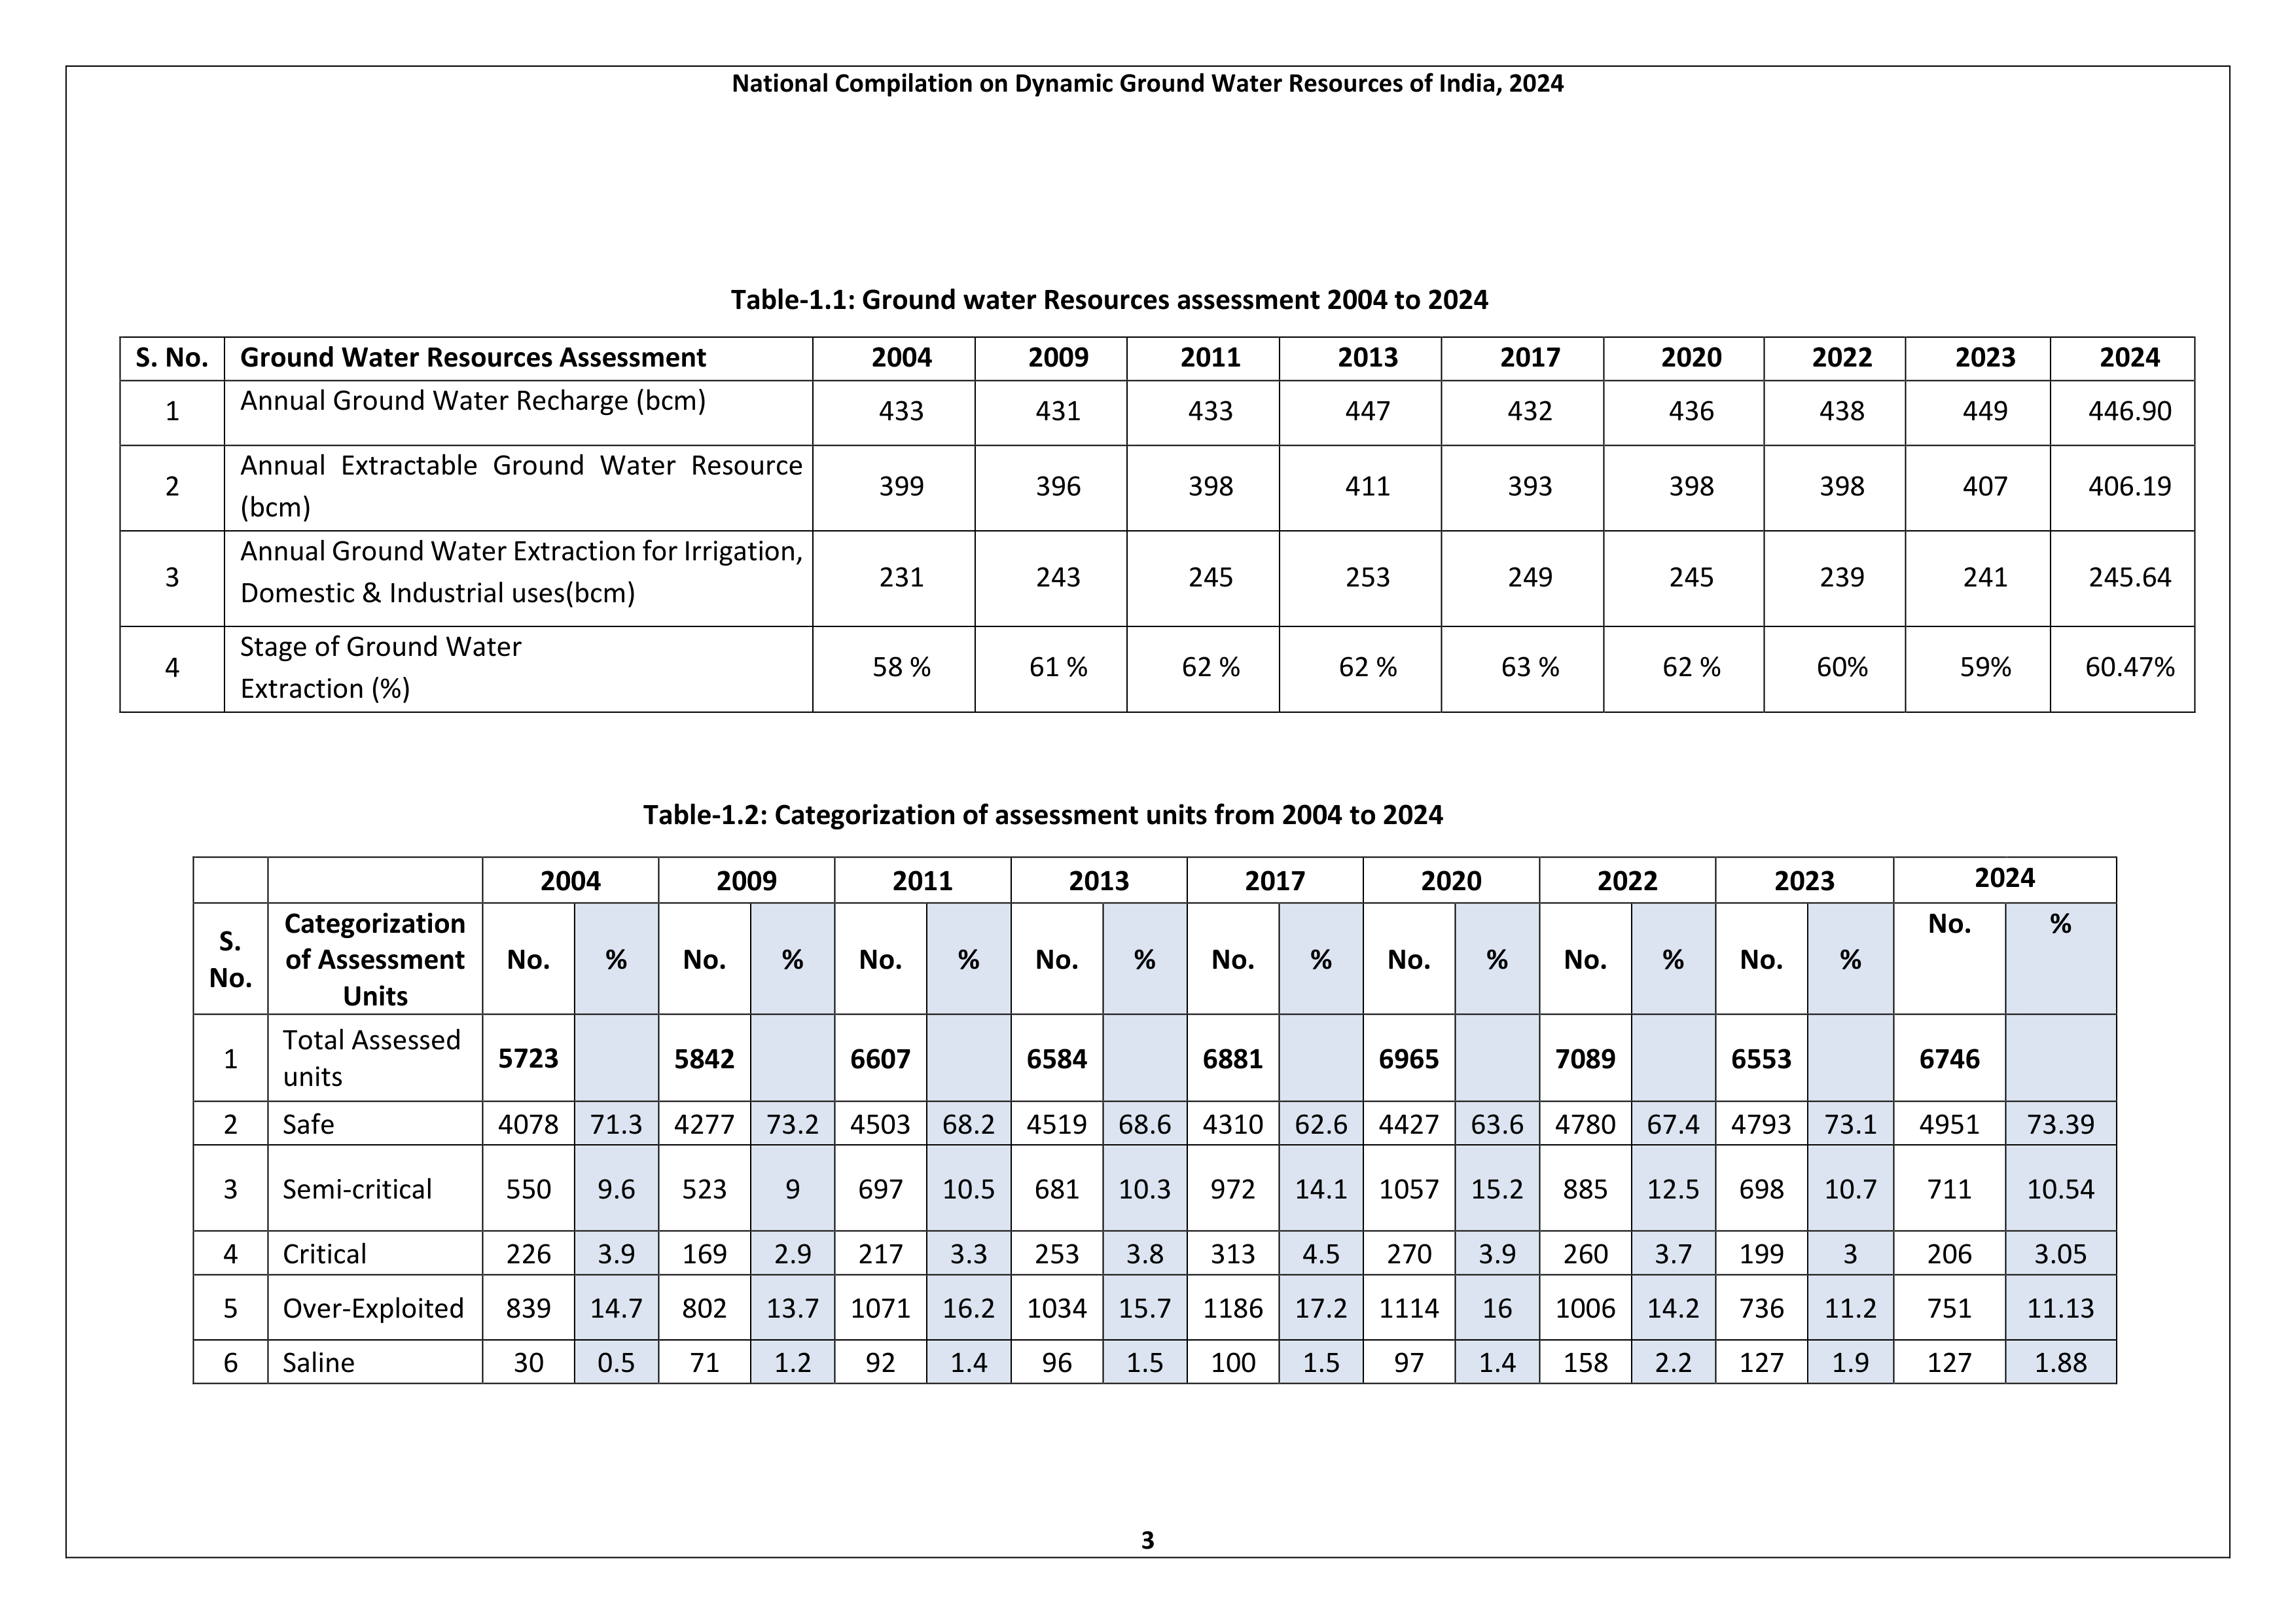 National Compilation on Dynamic Ground Water Resources of India, 2024
Table-1.1: Ground water Resources assessment 2004 to 2024
S. No. Ground Water Resources Assessment 2004 2009 2011 2013 2017 2020 2022 2023 2024
1 Annual Ground Water Recharge (bcm) 433 431 433 447 432 436 438 449 446.90
2 Annual Extractable Ground Water Resource
(bcm) 399 396 398 411 393 398 398 407 406.19
3 Annual Ground Water Extraction for Irrigation,
Domestic & Industrial uses(bcm) 231 243 245 253 249 245 239 241 245.64
4 Stage of Ground Water
Extraction (%) 58 % 61 % 62 % 62 % 63 % 62 % 60% 59% 60.47%
Table-1.2: Categorization of assessment units from 2004 to 2024
2004 2009 2011 2013 2017 2020 2022 2023 2024
S.
No.
Categorization
of Assessment
Units
No. % No. % No. % No. % No. % No. % No. % No. % No. %
1 Total Assessed
units 5723 5842 6607 6584 6881 6965 7089 6553 6746
2 Safe 4078 71.3 4277 73.2 4503 68.2 4519 68.6 4310 62.6 4427 63.6 4780 67.4 4793 73.1 4951 73.39
3 Semi-critical 550 9.6 523 9 697 10.5 681 10.3 972 14.1 1057 15.2 885 12.5 698 10.7 711 10.54
4 Critical 226 3.9 169 2.9 217 3.3 253 3.8 313 4.5 270 3.9 260 3.7 199 3 206 3.05
5 Over-Exploited 839 14.7 802 13.7 1071 16.2 1034 15.7 1186 17.2 1114 16 1006 14.2 736 11.2 751 11.13
6 Saline 30 0.5 71 1.2 92 1.4 96 1.5 100 1.5 97 1.4 158 2.2 127 1.9 127 1.88
3